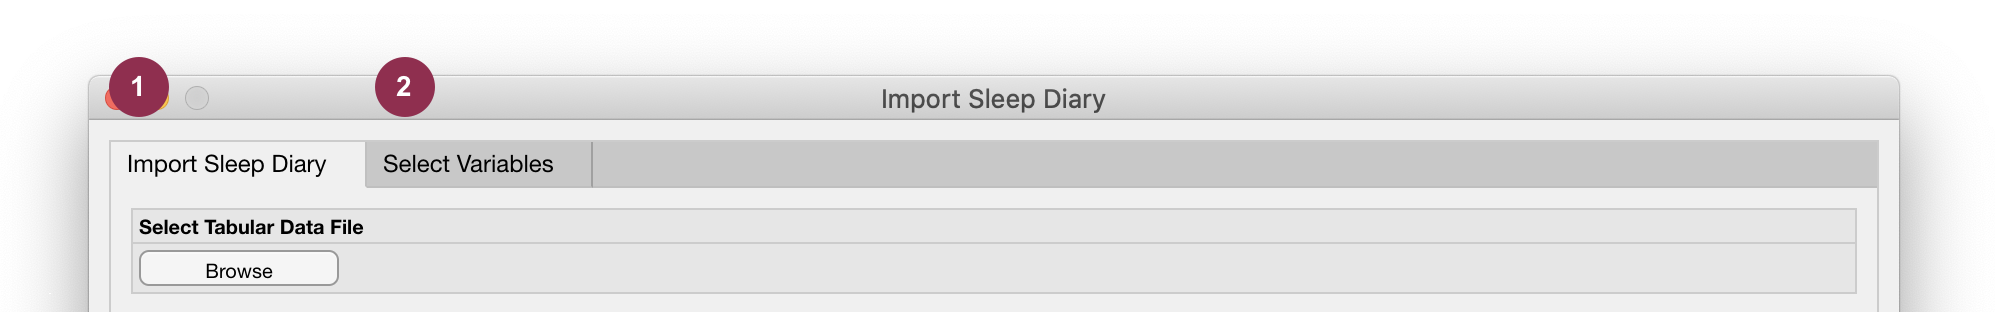 1
2
Import Sleep Diary
Import Sleep Diary
Select Variables
Select Tabular Data File
Browse